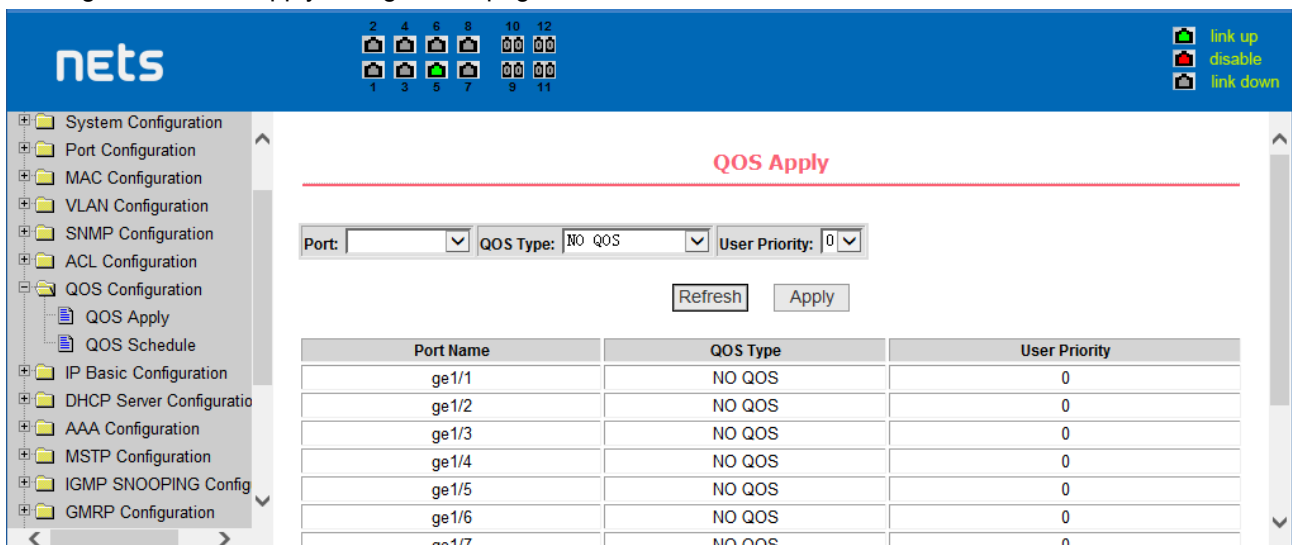 2 4 6 8 10 12
1 3 5 7 9 11
nets
link up
disable
link down
System Configuration
Port Configuration
MAC Configuration
VLAN Configuration
SNMP Configuration
ACL Configuration
QOS Configuration
QOS Apply
QOS Schedule
IP Basic Configuration
DHCP Server Configuratio
AAA Configuration
MSTP Configuration
IGMP SNOOPING Config
GMRP Configuration
QOS Apply
Port: QOS Type: NO QOS User Priority: 0
Refresh Apply
Port Name QOS Type User Priority
ge1/1 NO QOS 0
ge1/2 NO QOS 0
ge1/3 NO QOS 0
ge1/4 NO QOS 0
ge1/5 NO QOS 0
ge1/6 NO QOS 0
ge1/7 NO QOS 0